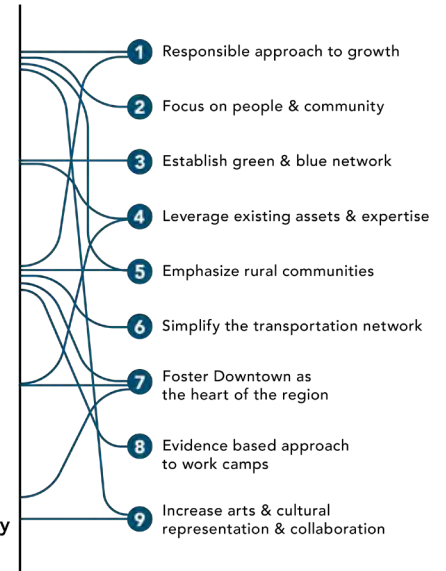 1 Responsible approach to growth
2 Focus on people & community
3 Establish green & blue network
4 Leverage existing assets & expertise
5 Emphasize rural communities
6 Simplify the transportation network
7 Foster Downtown as
the heart of the region
8 Evidence based approach
to work camps
9 Increase arts & cultural
representation & collaboration
y